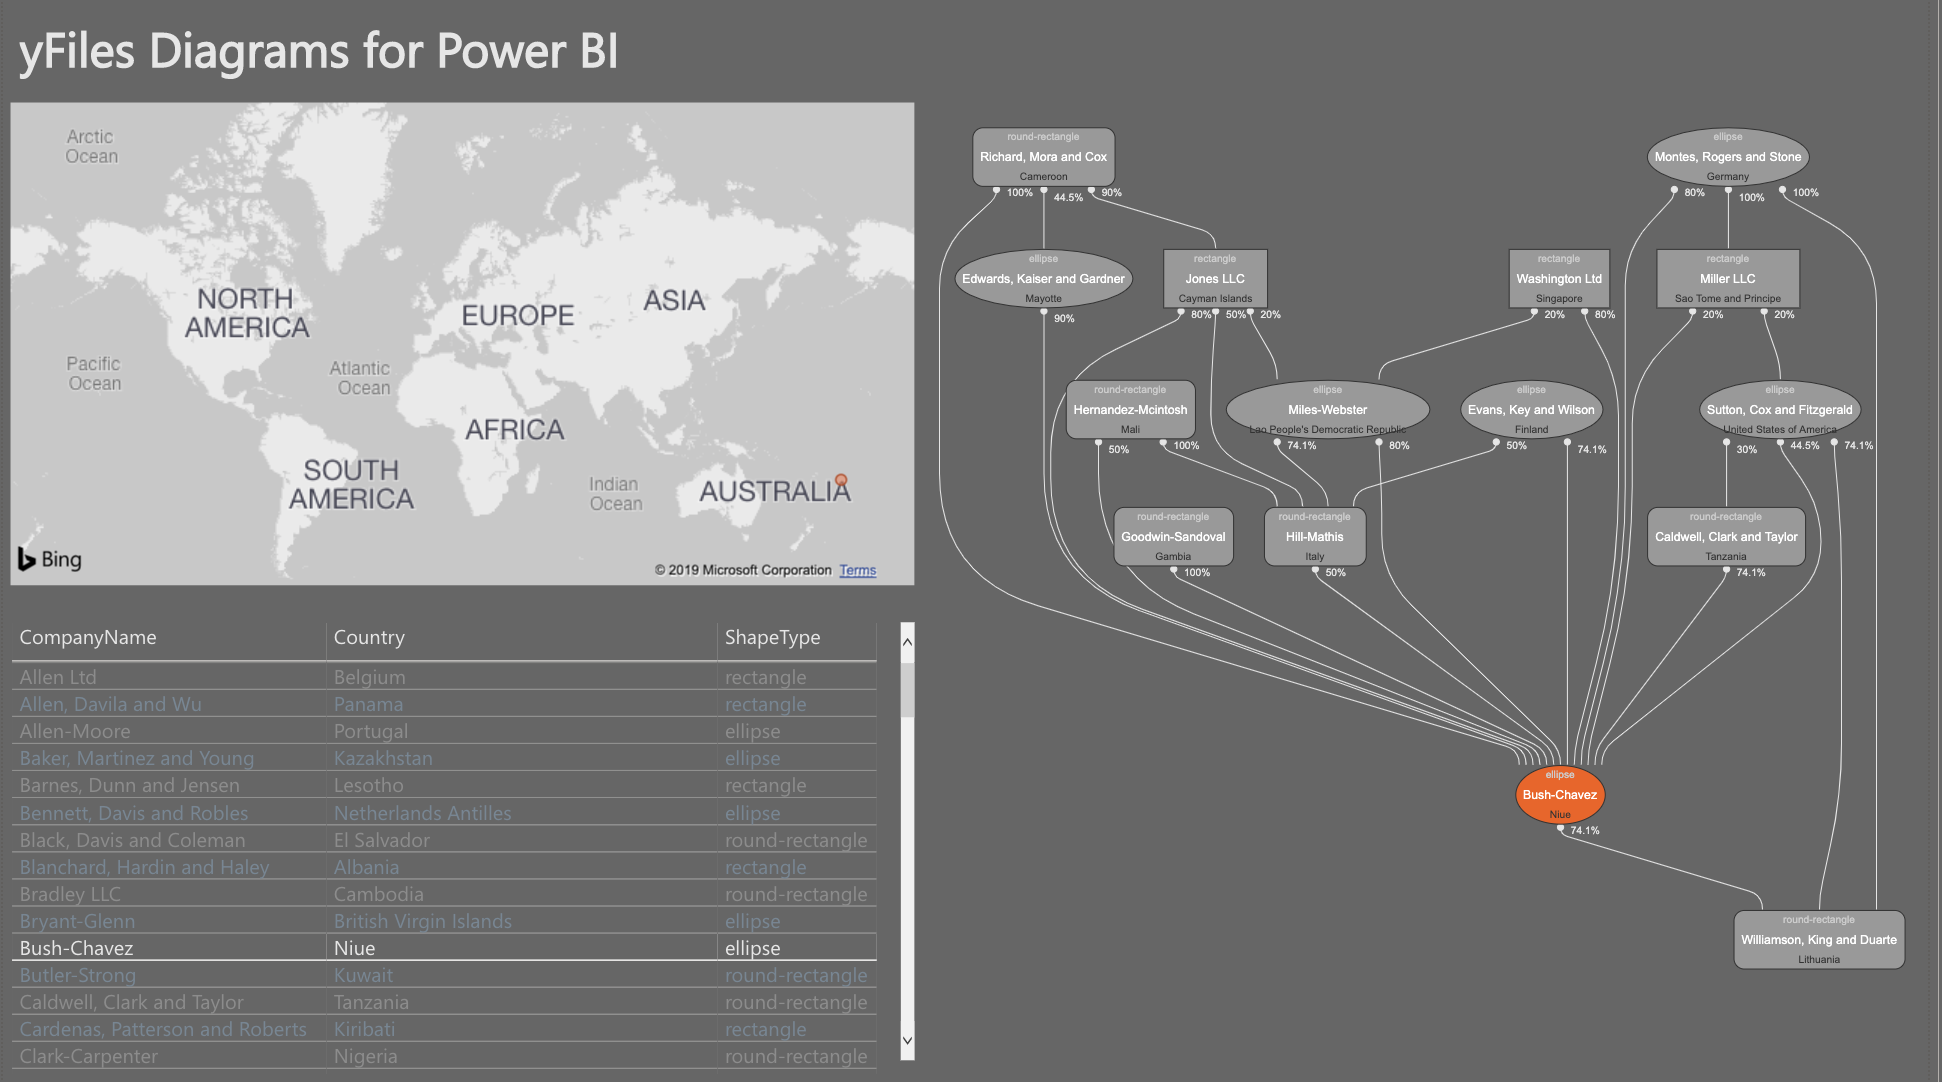 yFiles Diagrams for Power BI
Arctic
Ocean
NORTH
AMERICA
EUROPE
ASIA
Pacific
Ocean
Atlantic
Ocean
AFRICA
SOUTH
AMERICA
Indian
Ocean
AUSTRALIA
Bing
© 2019 Microsoft Corporation Terms
CompanyName Country ShapeType
Allen Ltd Belgium rectangle
Allen, Davila and Wu Panama rectangle
Allen-Moore Portugal ellipse
Baker, Martinez and Young Kazakhstan ellipse
Barnes, Dunn and Jensen Lesotho rectangle
Bennett, Davis and Robles Netherlands Antilles ellipse
Black, Davis and Coleman El Salvador round-rectangle
Blanchard, Hardin and Haley Albania rectangle
Bradley LLC Cambodia round-rectangle
Bryant-Glenn British Virgin Islands ellipse
Bush-Chavez Niue ellipse
Butler-Strong Kuwait round-rectangle
Caldwell, Clark and Taylor Tanzania round-rectangle
Cardenas, Patterson and Roberts Kiribati rectangle
Clark-Carpenter Nigeria round-rectangle
round-rectangle
Richard, Mora and Cox
Cameroon
100% 44.5% 90%
ellipse
Montes, Rogers and Stone
Germany
80% 100% 100%
ellipse
Edwards, Kaiser and Gardner
Mayotte
90%
rectangle
Jones LLC
Cayman Islands
80% 50% 20%
rectangle
Washington Ltd
Singapore
20% 80%
rectangle
Miller LLC
Sao Tome and Principe
20% 20%
round-rectangle
Hernandez-Mcintosh
Mali
50% 100%
ellipse
Miles-Webster
Lao People's Democratic Republic
74.1% 80%
ellipse
Evans, Key and Wilson
Finland
50% 74.1%
ellipse
Sutton, Cox and Fitzgerald
United States of America
30% 44.5% 74.1%
round-rectangle
Goodwin-Sandoval
Gambia
100%
round-rectangle
Hill-Mathis
Italy
50%
round-rectangle
Caldwell, Clark and Taylor
Tanzania
74.1%
ellipse
Bush-Chavez
Niue
74.1%
round-rectangle
Williamson, King and Duarte
Lithuania